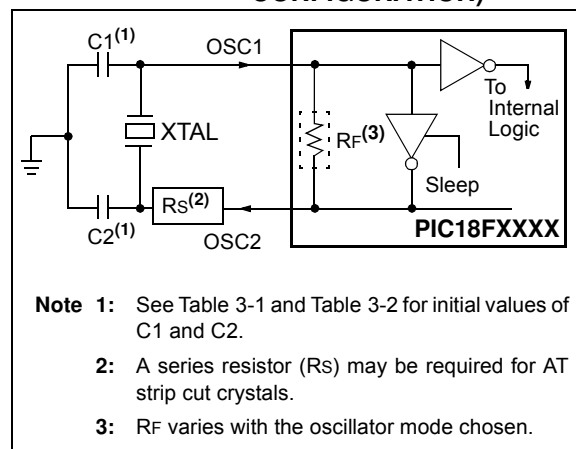 C1(1)
OSC1
To
Internal
Logic
XTAL
RF(3)
Sleep
RS(2)
C2(1)
OSC2
PIC18FXXXX
Note 1: See Table 3-1 and Table 3-2 for initial values of
C1 and C2.
2: A series resistor (RS) may be required for AT
strip cut crystals.
3: RF varies with the oscillator mode chosen.